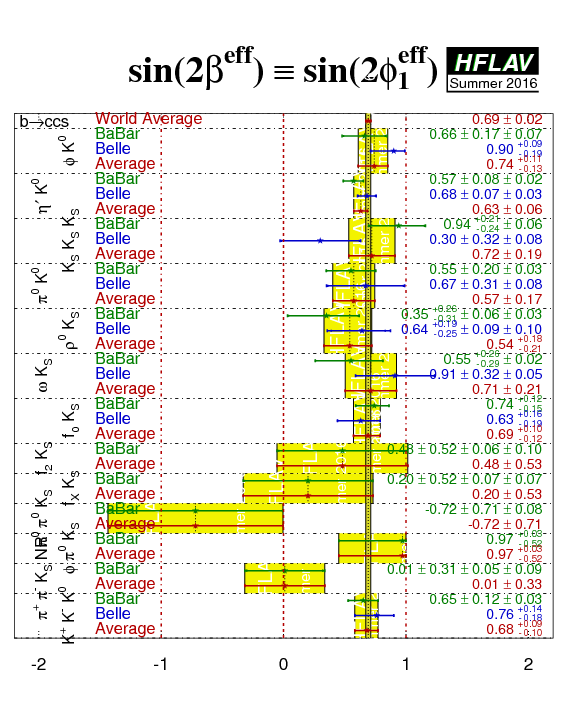 sin(2β^eff) ≡ sin(2ϕ₁^eff)
HFLAV
Summer 2016
b→ccs World Average 0.69 ± 0.02
ϕ K⁰
BaBar 0.66 ± 0.17 ± 0.07
Belle 0.90 +0.09 -0.19
Average 0.74 +0.11 -0.13
η′ K⁰
BaBar 0.57 ± 0.08 ± 0.02
Belle 0.68 ± 0.07 ± 0.03
Average 0.63 ± 0.06
K_S K_S K_S
BaBar 0.94 +0.21 -0.24 ± 0.06
Belle 0.30 ± 0.32 ± 0.08
Average 0.72 ± 0.19
π⁰ K⁰
BaBar 0.55 ± 0.20 ± 0.03
Belle 0.67 ± 0.31 ± 0.08
Average 0.57 ± 0.17
ρ⁰ K_S
BaBar 0.35 +0.26 -0.31 ± 0.06 ± 0.03
Belle 0.64 +0.19 -0.25 ± 0.09 ± 0.10
Average 0.54 +0.18 -0.21
ω K_S
BaBar 0.55 +0.26 -0.29 ± 0.02
Belle 0.91 ± 0.32 ± 0.05
Average 0.71 ± 0.21
f₀ K_S
BaBar 0.74 +0.12 -0.15
Belle 0.63 +0.16 -0.19
Average 0.69 +0.10 -0.12
f₂ K_S
BaBar 0.48 ± 0.52 ± 0.06 ± 0.10
Average 0.48 ± 0.53
f_X K_S
BaBar 0.20 ± 0.52 ± 0.07 ± 0.07
Average 0.20 ± 0.53
π⁰ π⁰ K_S
BaBar -0.72 ± 0.71 ± 0.08
Average -0.72 ± 0.71
ϕ π⁰ K_S
BaBar 0.97 +0.03 -0.52
Average 0.97 +0.03 -0.52
π⁺ π⁻ K_S NR
BaBar 0.01 ± 0.31 ± 0.05 ± 0.09
Average 0.01 ± 0.33
K⁺ K⁻ K⁰
BaBar 0.65 ± 0.12 ± 0.03
Belle 0.76 +0.14 -0.18
Average 0.68 +0.09 -0.10
-2 -1 0 1 2